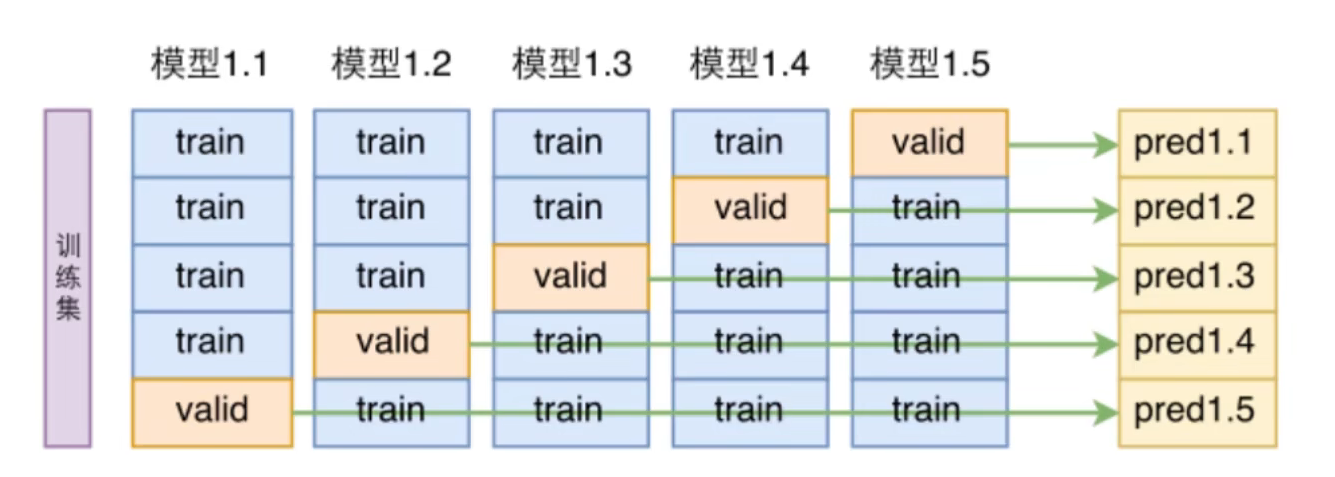 模型1.1 模型1.2 模型1.3 模型1.4 模型1.5
训练集
train train train train valid pred1.1
train train train valid train pred1.2
train train valid train train pred1.3
train valid train train train pred1.4
valid train train train train pred1.5